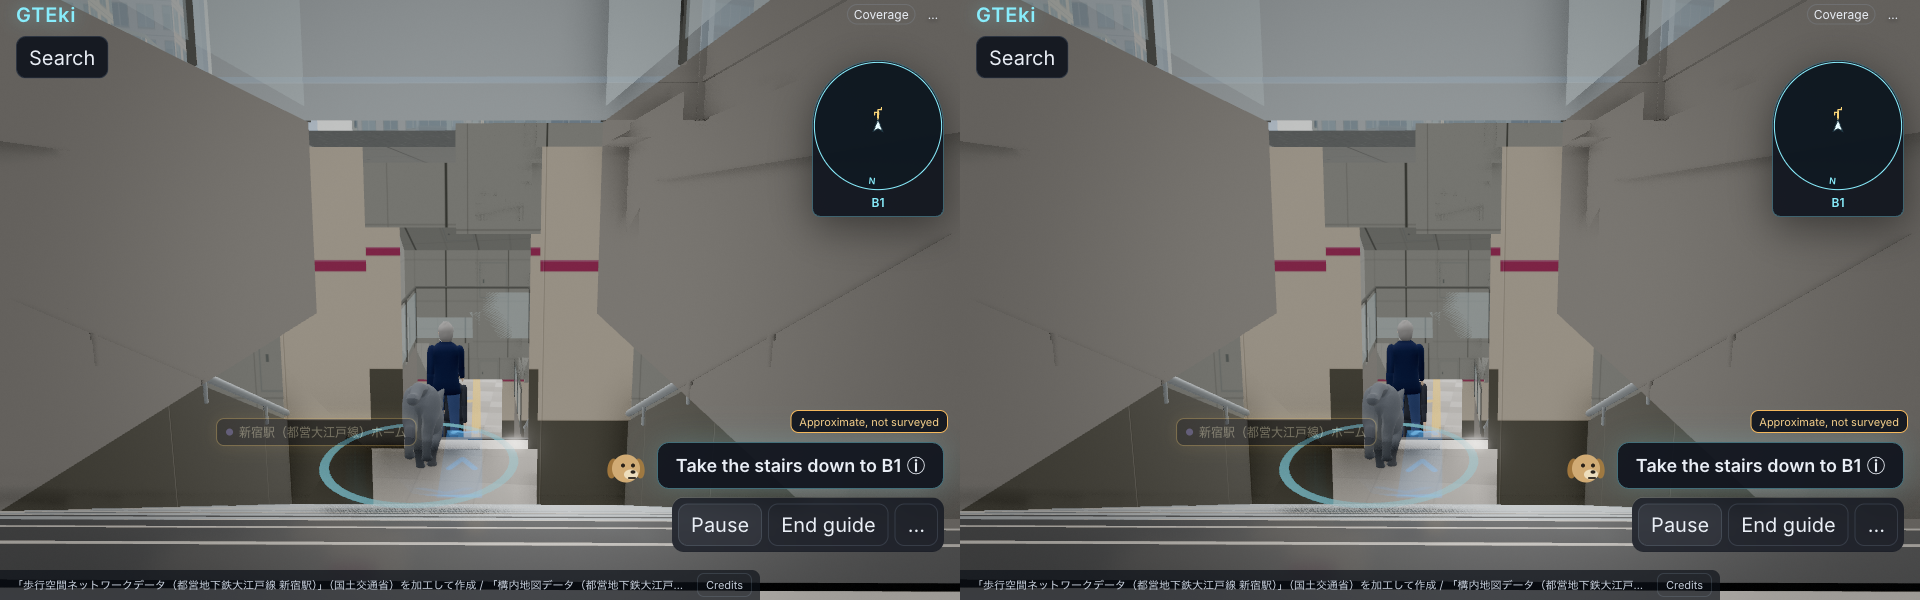 GTEki
Coverage
...
Search
N
B1
新宿駅（都営大江戸線）ホーム
Approximate, not surveyed
Take the stairs down to B1 ⓘ
Pause
End guide
...
「歩行空間ネットワークデータ（都営地下鉄大江戸線 新宿駅）」（国土交通省）を加工して作成 / 「構内地図データ（都営地下鉄大江戸...
Credits
GTEki
Coverage
...
Search
N
B1
新宿駅（都営大江戸線）ホーム
Approximate, not surveyed
Take the stairs down to B1 ⓘ
Pause
End guide
...
「歩行空間ネットワークデータ（都営地下鉄大江戸線 新宿駅）」（国土交通省）を加工して作成 / 「構内地図データ（都営地下鉄大江戸...
Credits